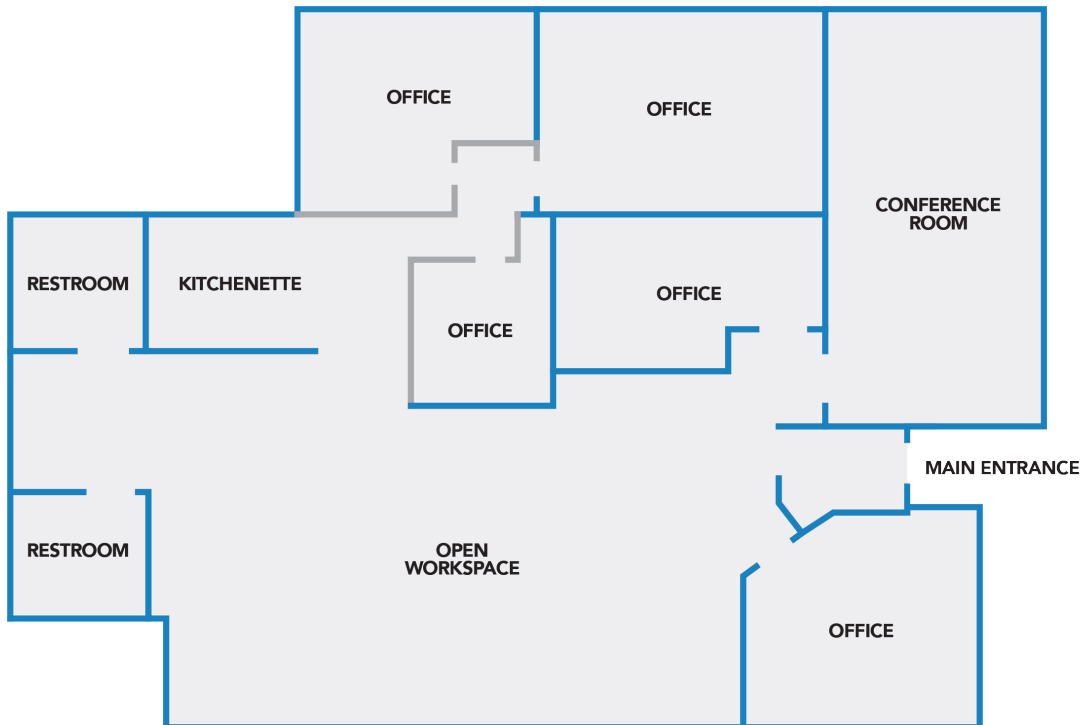 OFFICE
OFFICE
CONFERENCE
ROOM
RESTROOM
KITCHENETTE
OFFICE
OFFICE
MAIN ENTRANCE
RESTROOM
OPEN
WORKSPACE
OFFICE